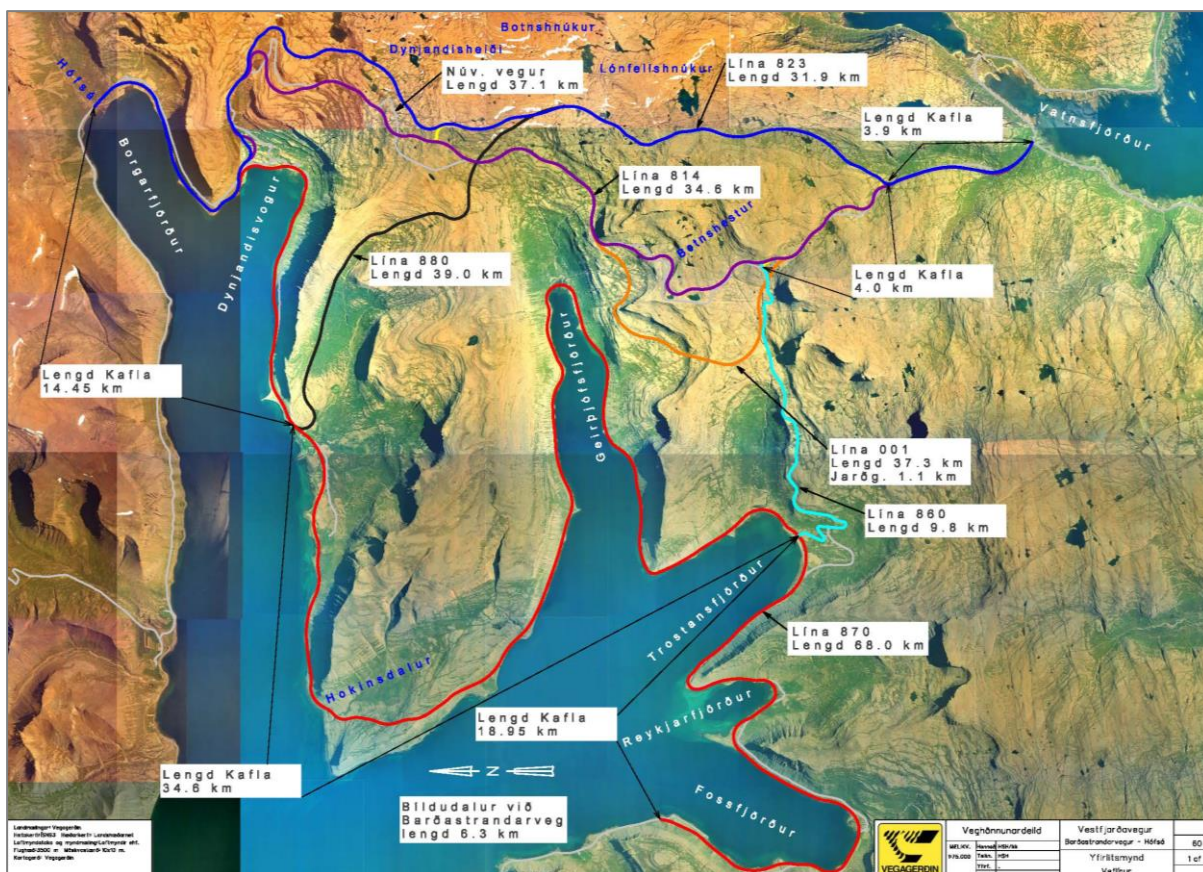 Botnshnúkur
Dynjandisheiði
Lónfellshnúkur
Hófsá
Núv. vegur
Lengd 37.1 km
Lína 823
Lengd 31.9 km
Lengd Kafla
3.9 km
Vatnsfjörður
Borgarfjörður
Dynjandisvogur
Lína 814
Lengd 34.6 km
Botnshestur
Lína 880
Lengd 39.0 km
Lengd Kafla
4.0 km
Lengd Kafla
14.45 km
Geirþjófsfjörður
Lína 001
Lengd 37.3 km
Jarðg. 1.1 km
Lína 860
Lengd 9.8 km
Trostansfjörður
Lína 870
Lengd 68.0 km
Hokinsdalur
Lengd Kafla
18.95 km
Reykjarfjörður
Lengd Kafla
34.6 km
N
Bíldudalur við
Barðastrandarveg
lengd 6.3 km
Fossfjörður
VEGAGERÐIN
Veghönnunardeild
Vestfjarðavegur
Barðastrandarvegur - Hófsá
60
Yfirlitsmynd
1 of